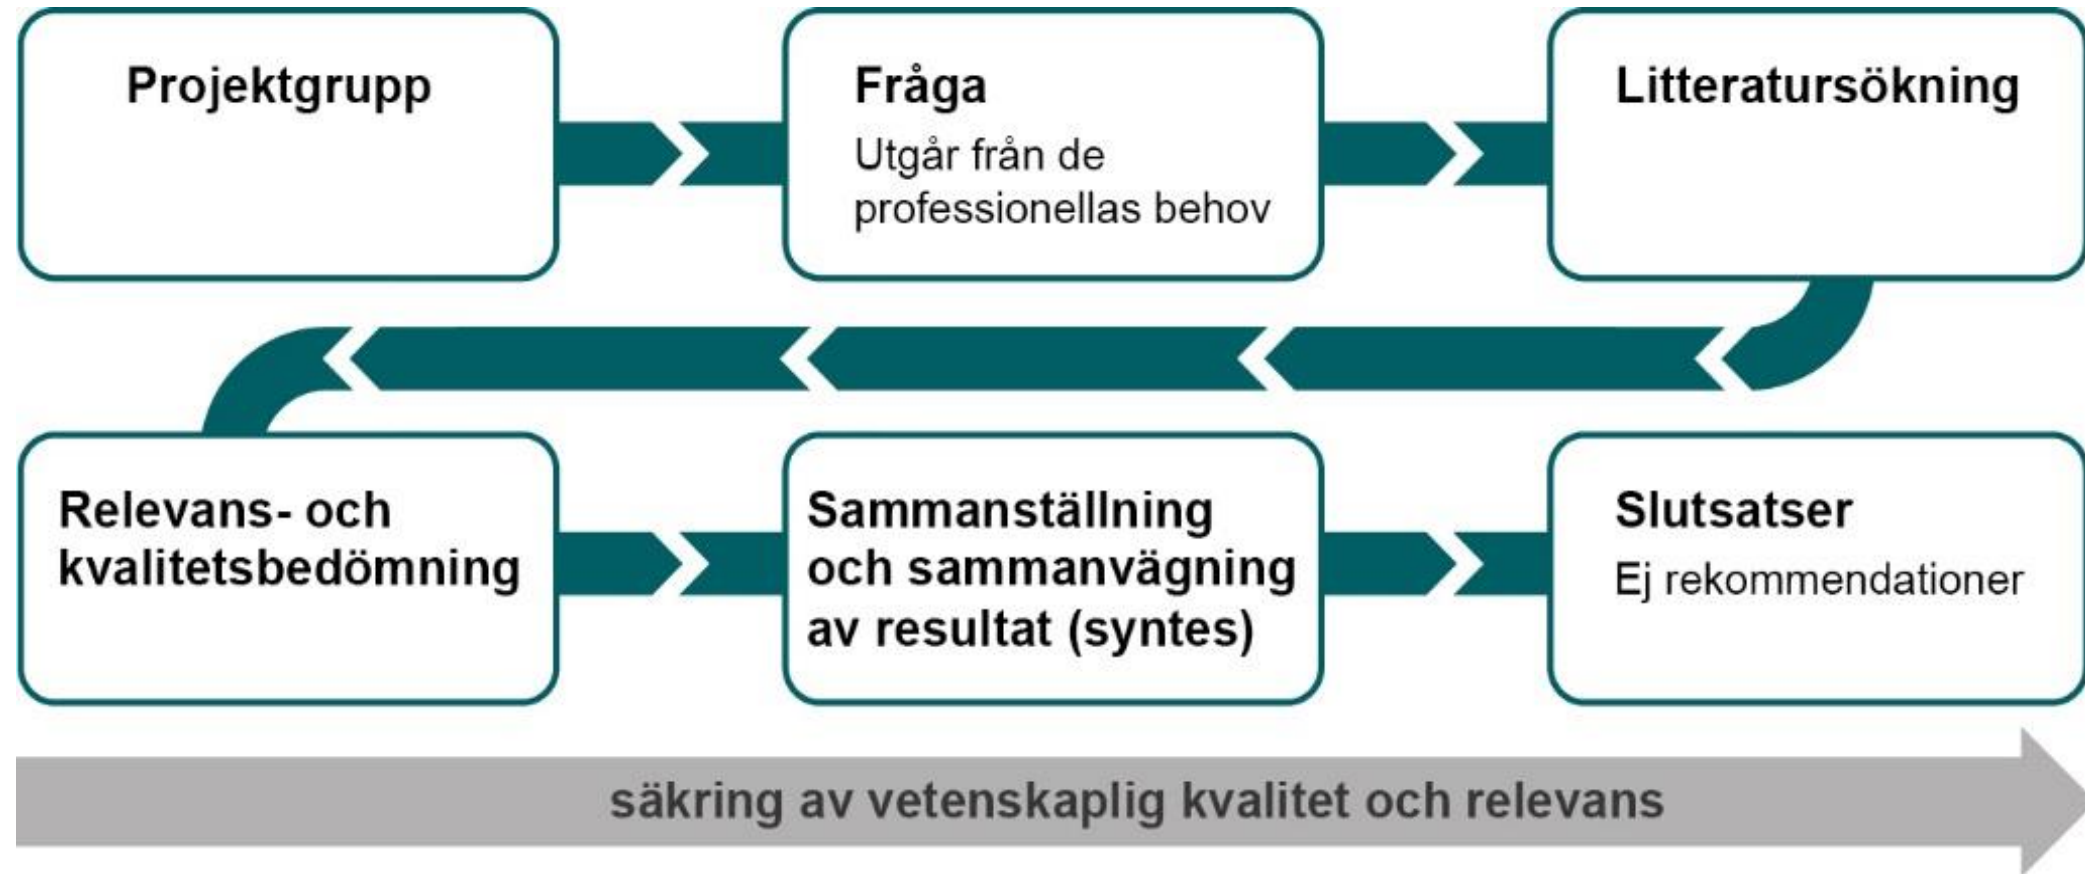 Projektgrupp
Fråga
Utgår från de
professionellas behov
Litteratursökning
Relevans- och
kvalitetsbedömning
Sammanställning
och sammanvägning
av resultat (syntes)
Slutsatser
Ej rekommendationer
säkring av vetenskaplig kvalitet och relevans